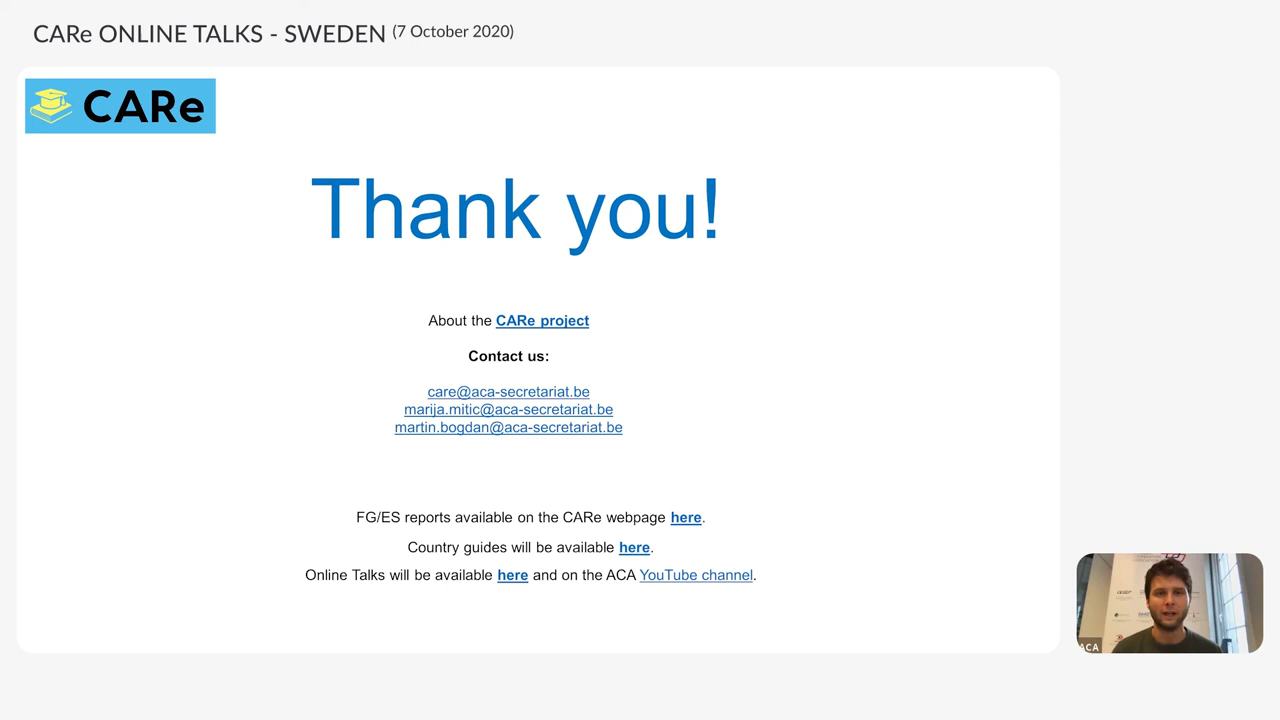 CARe ONLINE TALKS - SWEDEN (7 October 2020)
CARe
Thank you!
About the CARe project
Contact us:
care@aca-secretariat.be
marija.mitic@aca-secretariat.be
martin.bogdan@aca-secretariat.be
FG/ES reports available on the CARe webpage here.
Country guides will be available here.
Online Talks will be available here and on the ACA YouTube channel.
ACA